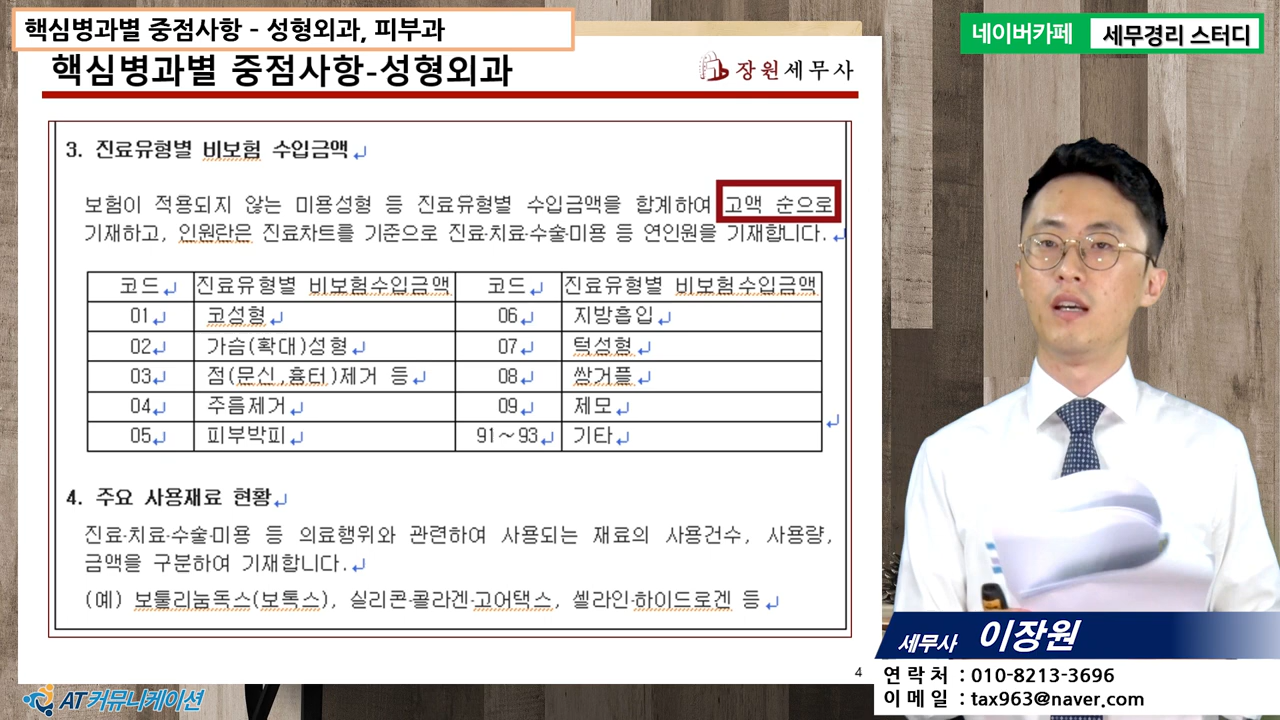 핵심병과별 중점사항 - 성형외과, 피부과
네이버카페 세무경리 스터디
핵심병과별 중점사항-성형외과
장원세무사
3. 진료유형별 비보험 수입금액
보험이 적용되지 않는 미용성형 등 진료유형별 수입금액을 합계하여 고액 순으로
기재하고, 인원란은 진료차트를 기준으로 진료·치료·수술·미용 등 연인원을 기재합니다.
코드 진료유형별 비보험수입금액 코드 진료유형별 비보험수입금액
01 코성형 06 지방흡입
02 가슴(확대)성형 07 턱성형
03 점(문신,흉터)제거 등 08 쌍거플
04 주름제거 09 제모
05 피부박피 91~93 기타
4. 주요 사용재료 현황
진료·치료·수술·미용 등 의료행위와 관련하여 사용되는 재료의 사용건수, 사용량,
금액을 구분하여 기재합니다.
(예) 보툴리눔독스(보톡스), 실리콘·콜라겐·고어택스, 셀라인·하이드로겐 등
4
세무사 이장원
연락처 : 010-8213-3696
이메일 : tax963@naver.com
AT커뮤니케이션